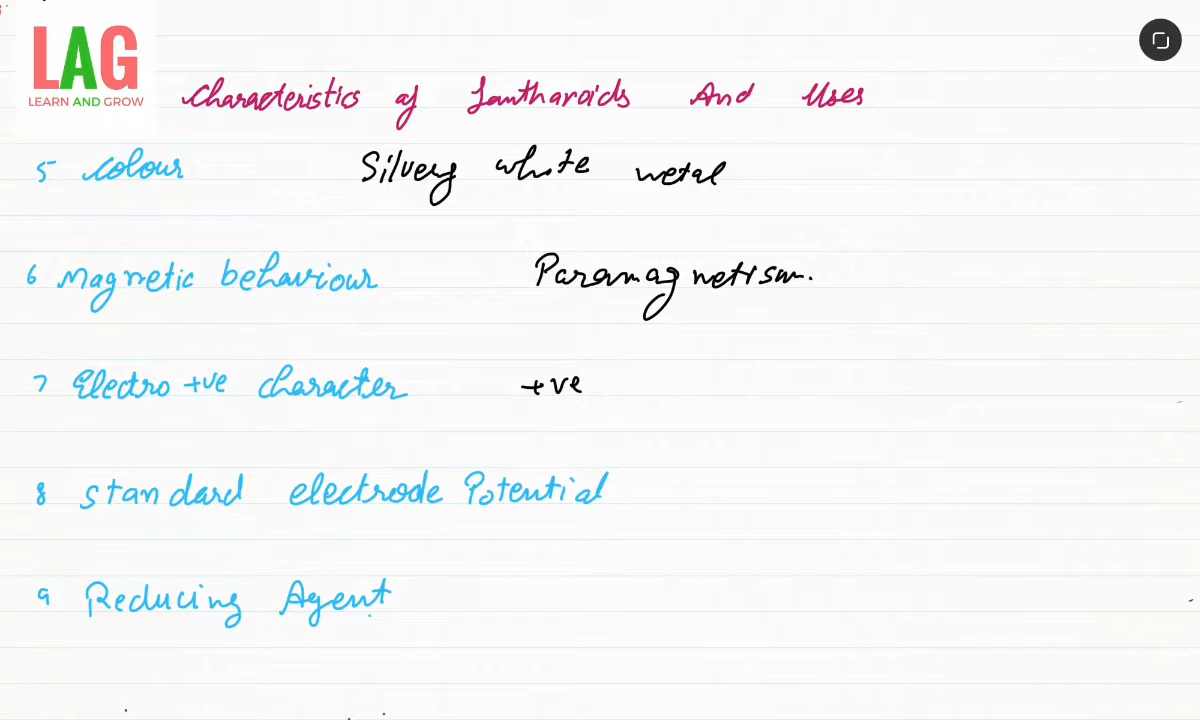 LAG
LEARN AND GROW
Characteristics of Lanthanoids And Uses
5 Colour Silvery white metal
6 Magnetic behaviour Paramagnetism.
7 Electro +ve character +ve
8 Standard electrode Potential
9 Reducing Agent